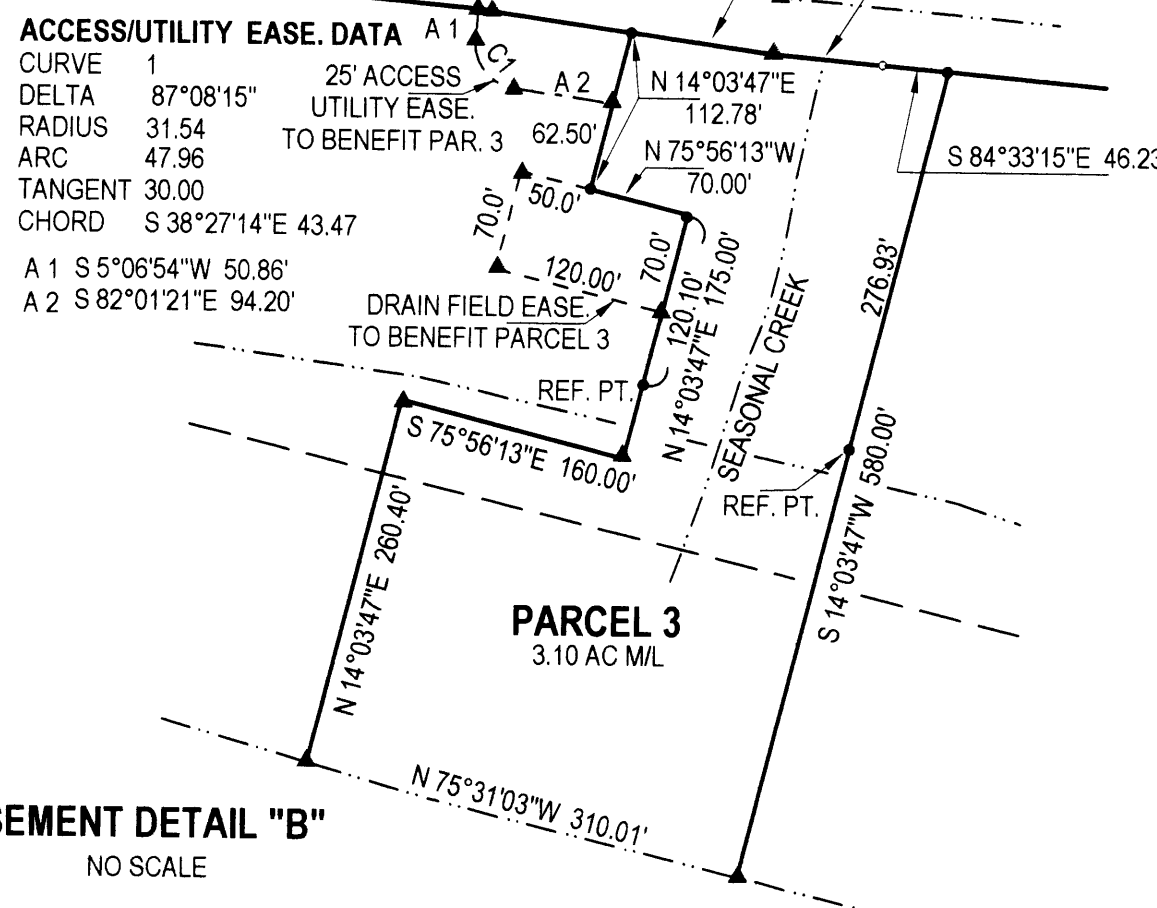 ACCESS/UTILITY EASE. DATA
CURVE 1
DELTA 87°08'15"
RADIUS 31.54
ARC 47.96
TANGENT 30.00
CHORD S 38°27'14"E 43.47
A 1 S 5°06'54"W 50.86'
A 2 S 82°01'21"E 94.20'
A 1
C1
25' ACCESS
UTILITY EASE.
TO BENEFIT PAR. 3
A 2
62.50'
N 14°03'47"E
112.78'
N 75°56'13"W
70.00'
S 84°33'15"E 46.23
50.0'
70.0'
120.00'
70.0'
DRAIN FIELD EASE.
TO BENEFIT PARCEL 3
120.10'
N 14°03'47"E 175.00'
SEASONAL CREEK
276.93'
REF. PT.
S 75°56'13"E 160.00'
REF. PT.
S 14°03'47"W 580.00'
N 14°03'47"E 260.40'
PARCEL 3
3.10 AC M/L
N 75°31'03"W 310.01'
SEMENT DETAIL "B"
NO SCALE